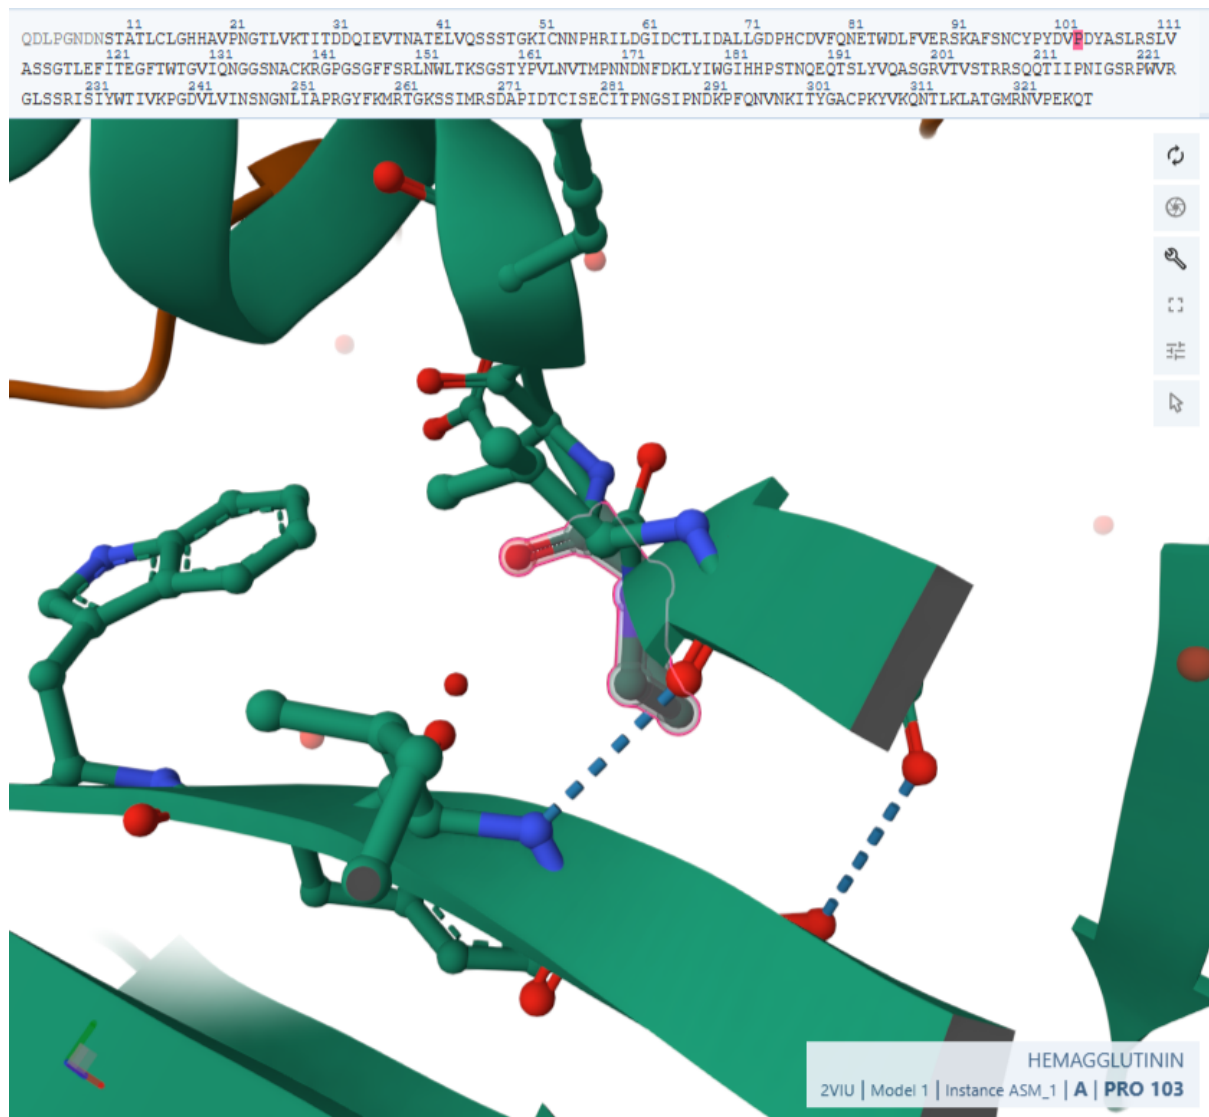 11 21 31 41 51 61 71 81 91 101 111
QDLPGNDNSTATLCLGHHAVPNGTLVKTITDDQIEVTNATELVQSSSTGKICNNPHRILDGIDCTLIDALLGDPHCDVFQNETWDLFVERSKAFSNCYPYDVPDYASLRSLV
121 131 141 151 161 171 181 191 201 211 221
ASSGTLEFITEGFTWTGVIQNGGSNACKRGPGSGFFSRLNWLTKSGSTYPVLNVTMPNNDNFDKLYIWGIHHPSTNQEQTSLYVQASGRVTVSTRRSQQTIIPNIGSRPWVR
231 241 251 261 271 281 291 301 311 321
GLSSRISIYWTIVKPGDVLVINSNGNLIAPRGYFKMRTGKSSIMRSDAPIDTCISECITPNGSIPNDKPFQNVNKITYGACPKYVKQNTLKLATGMRNVPEKQT
HEMAGGLUTININ
2VIU | Model 1 | Instance ASM_1 | A | PRO 103